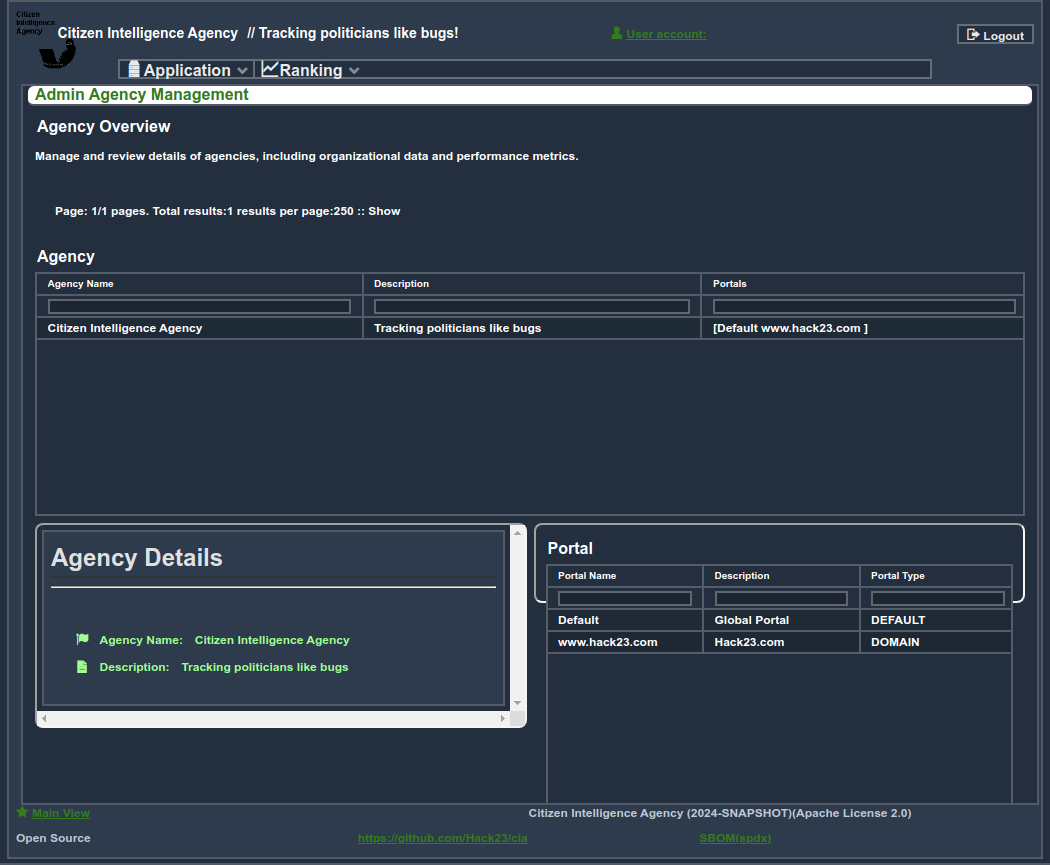 Citizen
Intelligence
Agency
Citizen Intelligence Agency // Tracking politicians like bugs!
User account:
Logout
Application
Ranking
Admin Agency Management
Agency Overview
Manage and review details of agencies, including organizational data and performance metrics.
Page: 1/1 pages. Total results:1 results per page:250 :: Show
Agency
Agency Name Description Portals
Citizen Intelligence Agency Tracking politicians like bugs [Default www.hack23.com ]
Agency Details
Agency Name: Citizen Intelligence Agency
Description: Tracking politicians like bugs
Portal
Portal Name Description Portal Type
Default Global Portal DEFAULT
www.hack23.com Hack23.com DOMAIN
Main View
Citizen Intelligence Agency (2024-SNAPSHOT)(Apache License 2.0)
Open Source
https://github.com/Hack23/cia
SBOM(spdx)